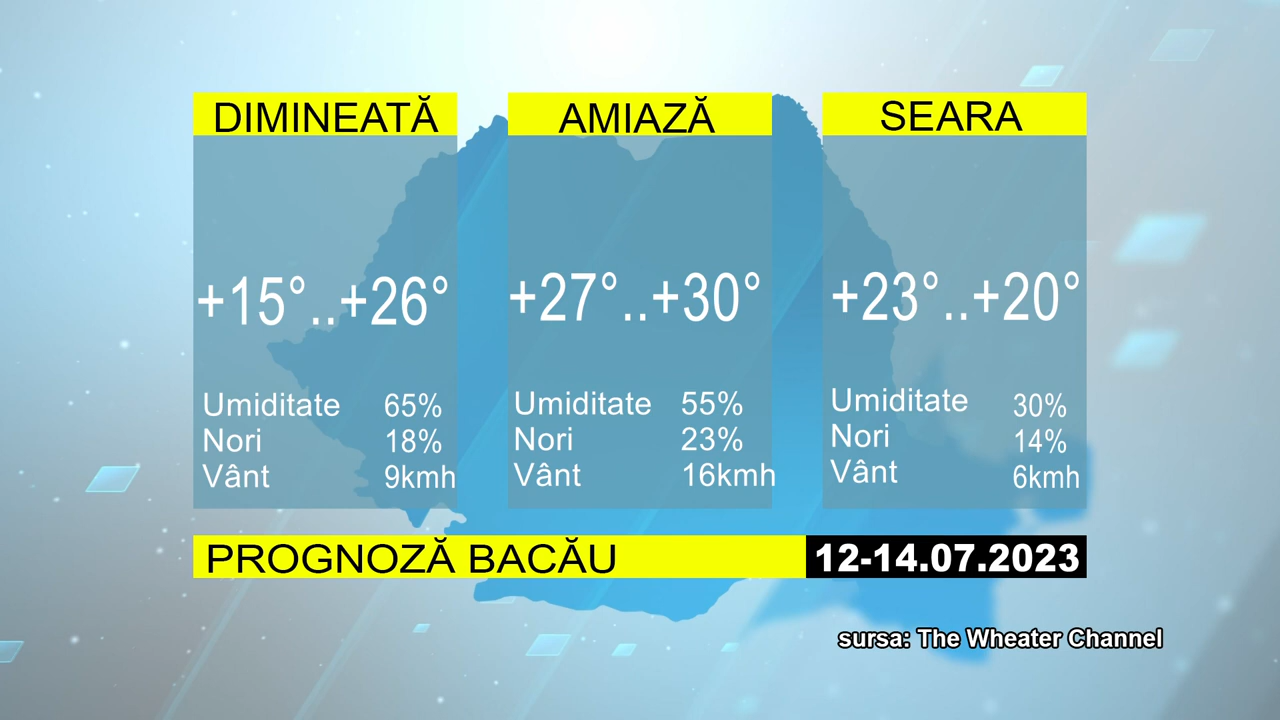 DIMINEATĂ
+15°..+26°
Umiditate 65%
Nori 18%
Vânt 9kmh
AMIAZĂ
+27°..+30°
Umiditate 55%
Nori 23%
Vânt 16kmh
SEARA
+23°..+20°
Umiditate 30%
Nori 14%
Vânt 6kmh
PROGNOZĂ BACĂU 12-14.07.2023
sursa: The Wheater Channel